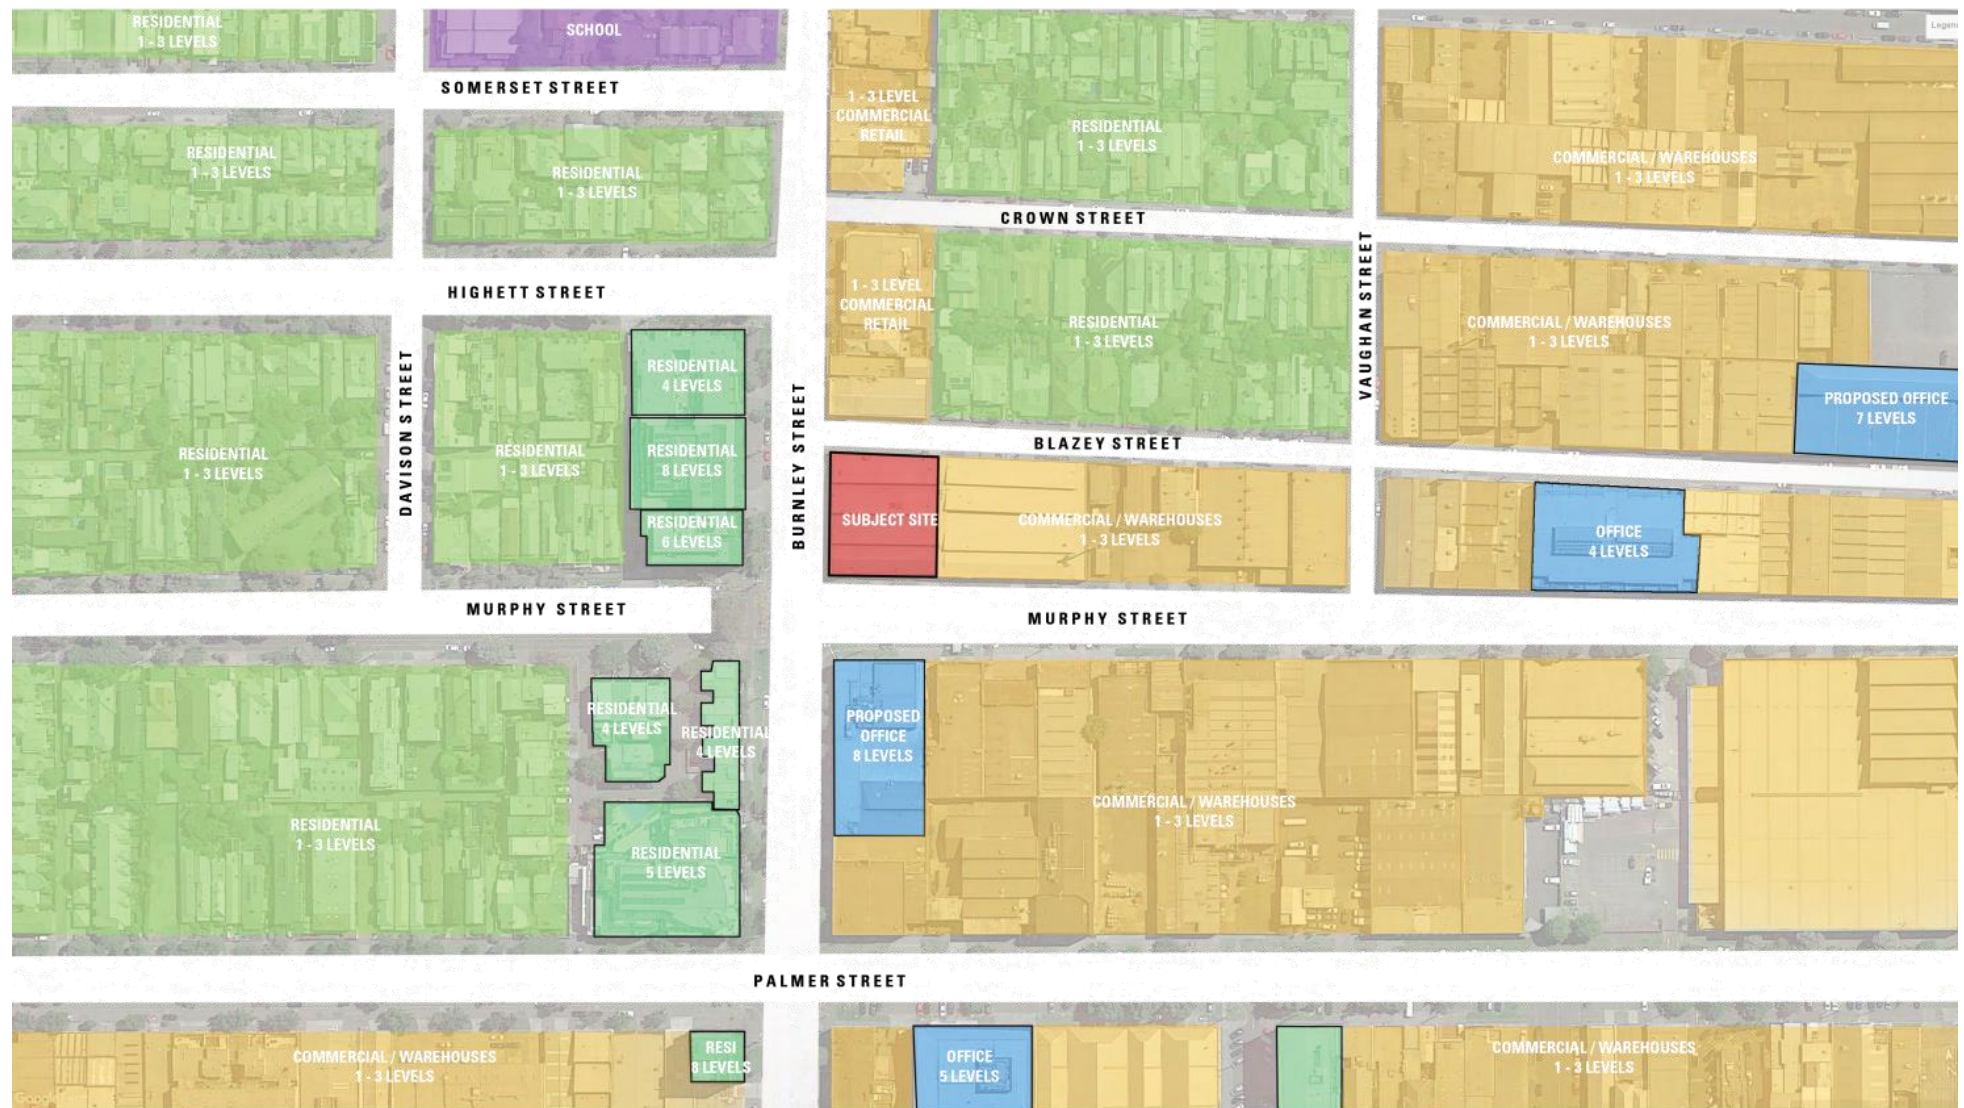 RESIDENTIAL
1 - 3 LEVELS
SCHOOL
SOMERSET STREET
1 - 3 LEVEL
COMMERCIAL
RETAIL
RESIDENTIAL
1 - 3 LEVELS
COMMERCIAL / WAREHOUSES
1 - 3 LEVELS
RESIDENTIAL
1 - 3 LEVELS
RESIDENTIAL
1 - 3 LEVELS
CROWN STREET
HIGHETT STREET
1 - 3 LEVEL
COMMERCIAL
RETAIL
RESIDENTIAL
1 - 3 LEVELS
VAUGHAN STREET
COMMERCIAL / WAREHOUSES
1 - 3 LEVELS
PROPOSED OFFICE
7 LEVELS
DAVISON STREET
RESIDENTIAL
4 LEVELS
RESIDENTIAL
1 - 3 LEVELS
RESIDENTIAL
1 - 3 LEVELS
RESIDENTIAL
8 LEVELS
RESIDENTIAL
6 LEVELS
BURNLEY STREET
BLAZEY STREET
SUBJECT SITE
COMMERCIAL / WAREHOUSES
1 - 3 LEVELS
OFFICE
4 LEVELS
MURPHY STREET
MURPHY STREET
RESIDENTIAL
4 LEVELS
RESIDENTIAL
4 LEVELS
PROPOSED
OFFICE
8 LEVELS
COMMERCIAL / WAREHOUSES
1 - 3 LEVELS
RESIDENTIAL
1 - 3 LEVELS
RESIDENTIAL
5 LEVELS
PALMER STREET
COMMERCIAL / WAREHOUSES
1 - 3 LEVELS
RESI
8 LEVELS
OFFICE
5 LEVELS
COMMERCIAL / WAREHOUSES
1 - 3 LEVELS
Google